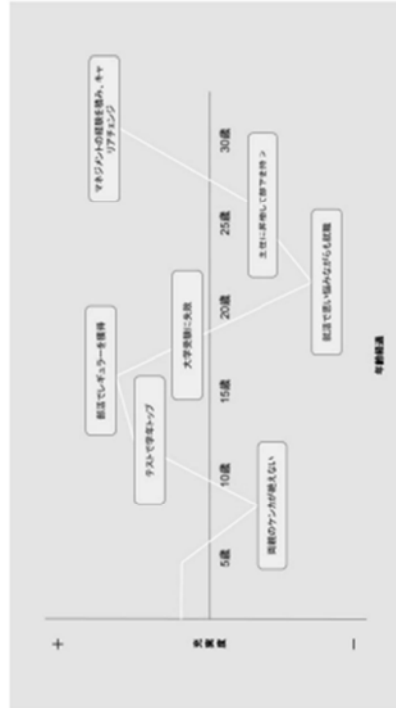 +
充実度
−
5歳
10歳
15歳
20歳
25歳
30歳
年齢経過
両親のケンカが絶えない
テストで学年トップ
部活でレギュラーを獲得
大学受験に失敗
就活で思い悩みながらも就職
主任に昇格して部下を持つ
マネジメントの経験を積み、キャ
リアチェンジ